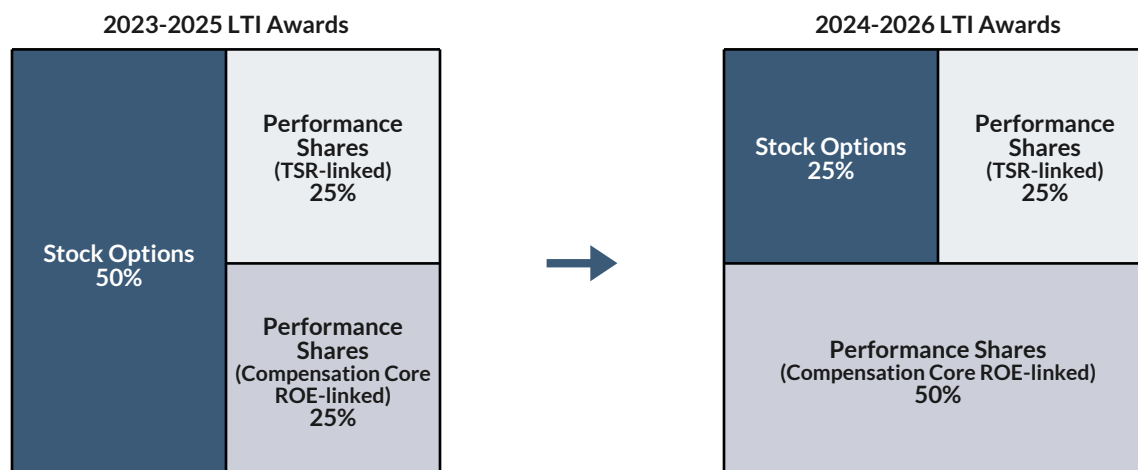 2023-2025 LTI Awards
Stock Options
50%
Performance
Shares
(TSR-linked)
25%
Performance
Shares
(Compensation Core
ROE-linked)
25%
2024-2026 LTI Awards
Stock Options
25%
Performance
Shares
(TSR-linked)
25%
Performance Shares
(Compensation Core ROE-linked)
50%